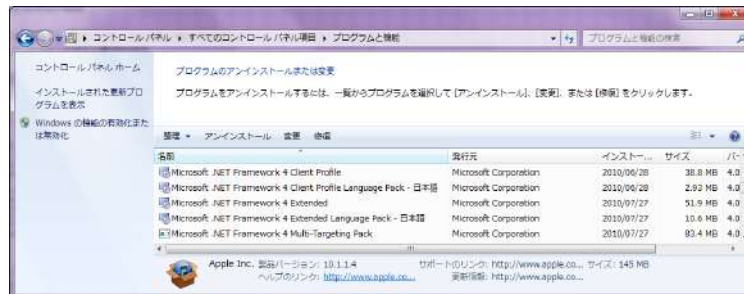 コントロール パネル ▸ すべてのコントロール パネル項目 ▸ プログラムと機能
プログラムと機能の検索
コントロール パネル ホーム
インストールされた更新プログラムを表示
Windows の機能の有効化または無効化
プログラムのアンインストールまたは変更
プログラムをアンインストールするには、一覧からプログラムを選択して [アンインストール]、[変更]、または [修復] をクリックします。
整理 アンインストール 変更 修復
名前 発行元 インストー... サイズ バー
Microsoft .NET Framework 4 Client Profile Microsoft Corporation 2010/06/28 38.8 MB 4.0
Microsoft .NET Framework 4 Client Profile Language Pack - 日本語 Microsoft Corporation 2010/06/28 2.93 MB 4.0
Microsoft .NET Framework 4 Extended Microsoft Corporation 2010/07/27 51.9 MB 4.0
Microsoft .NET Framework 4 Extended Language Pack - 日本語 Microsoft Corporation 2010/07/27 10.6 MB 4.0
Microsoft .NET Framework 4 Multi-Targeting Pack Microsoft Corporation 2010/07/27 83.4 MB 4.0
Apple Inc. 製品バージョン: 10.1.1.4 サポートのリンク: http://www.apple.co... サイズ: 145 MB
ヘルプのリンク: http://www.apple.co... 更新情報: http://www.apple.co...